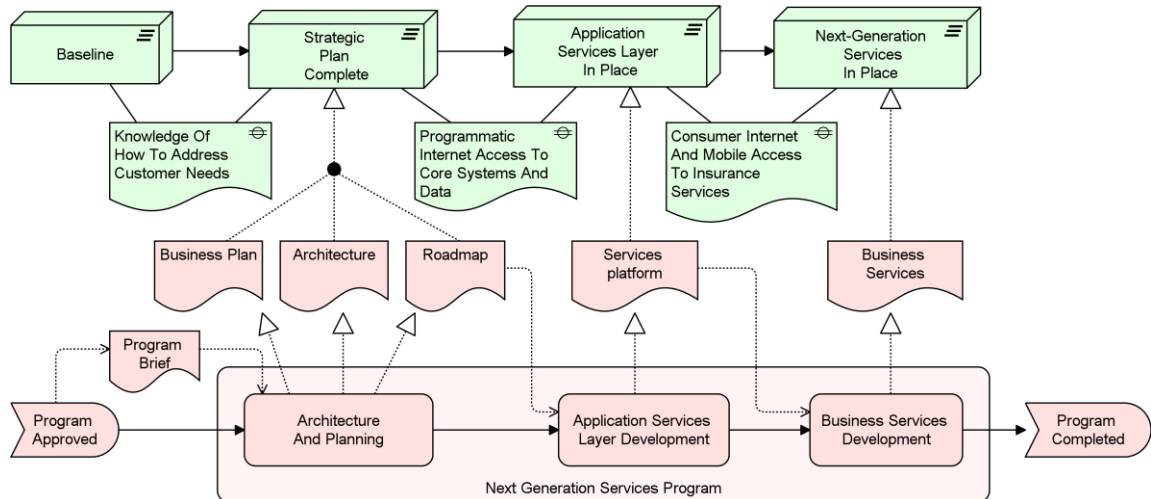 Baseline
Strategic
Plan
Complete
Application
Services Layer
In Place
Next-Generation
Services
In Place
Knowledge Of
How To Address
Customer Needs
Programmatic
Internet Access To
Core Systems And
Data
Consumer Internet
And Mobile Access
To Insurance
Services
Business Plan
Architecture
Roadmap
Services
platform
Business
Services
Program
Brief
Program
Approved
Architecture
And Planning
Application Services
Layer Development
Business Services
Development
Program
Completed
Next Generation Services Program